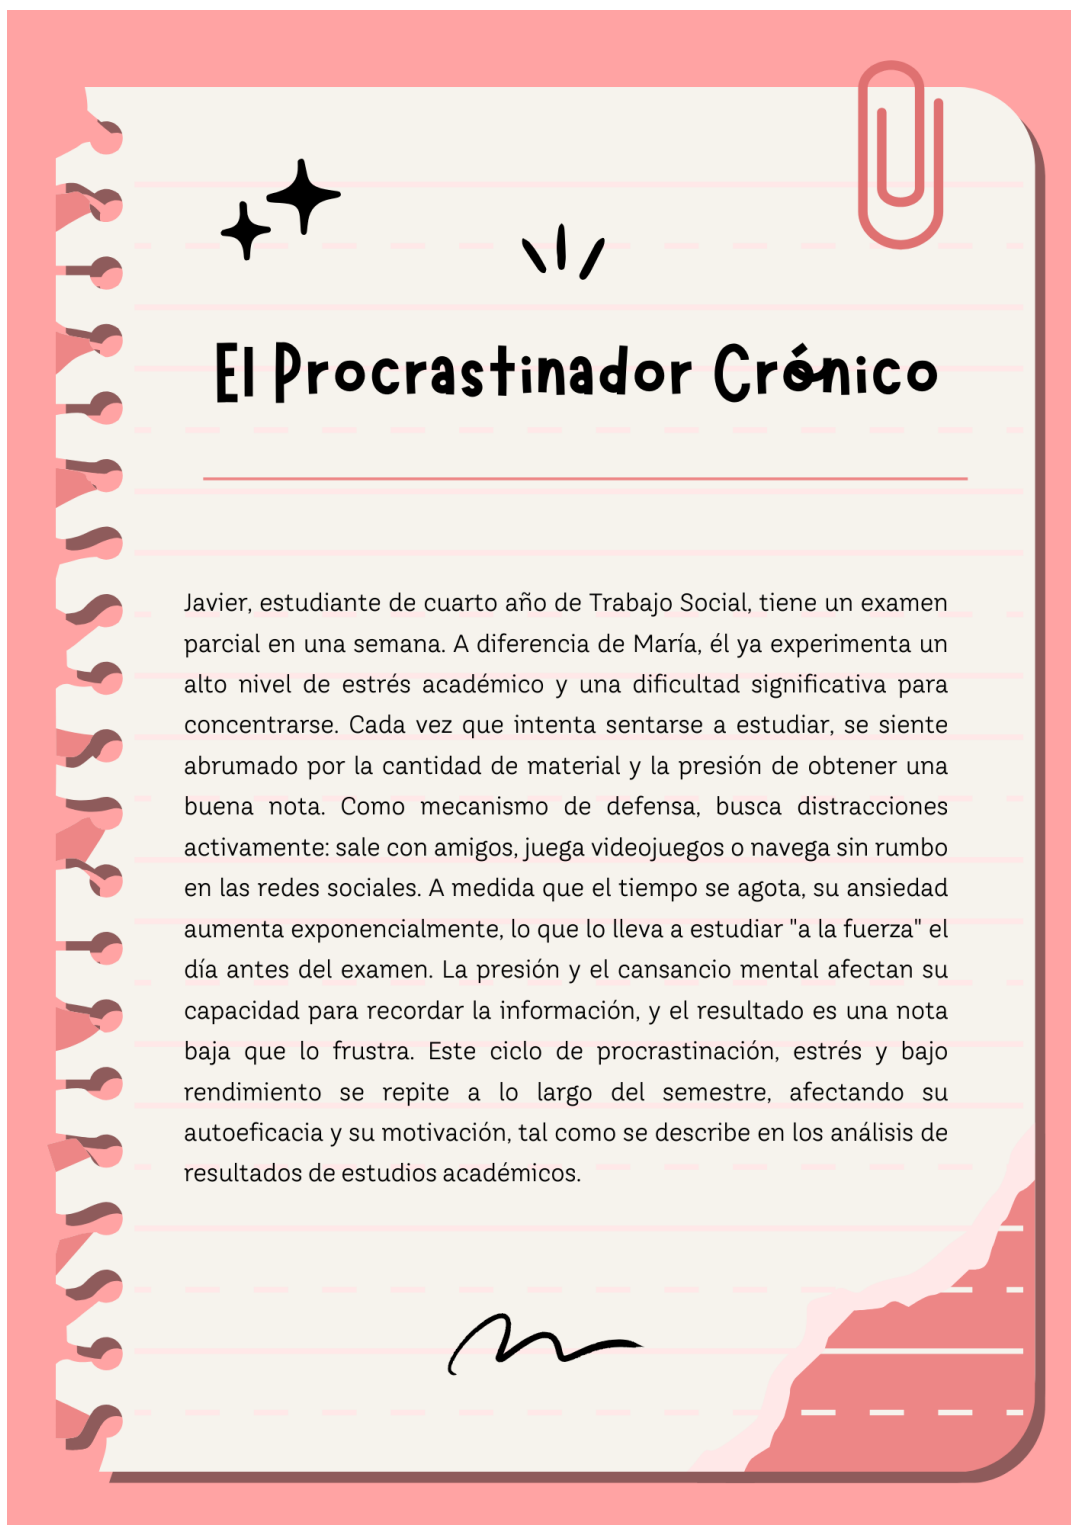 El Procrastinador Crónico
Javier, estudiante de cuarto año de Trabajo Social, tiene un examen
parcial en una semana. A diferencia de María, él ya experimenta un
alto nivel de estrés académico y una dificultad significativa para
concentrarse. Cada vez que intenta sentarse a estudiar, se siente
abrumado por la cantidad de material y la presión de obtener una
buena nota. Como mecanismo de defensa, busca distracciones
activamente: sale con amigos, juega videojuegos o navega sin rumbo
en las redes sociales. A medida que el tiempo se agota, su ansiedad
aumenta exponencialmente, lo que lo lleva a estudiar "a la fuerza" el
día antes del examen. La presión y el cansancio mental afectan su
capacidad para recordar la información, y el resultado es una nota
baja que lo frustra. Este ciclo de procrastinación, estrés y bajo
rendimiento se repite a lo largo del semestre, afectando su
autoeficacia y su motivación, tal como se describe en los análisis de
resultados de estudios académicos.